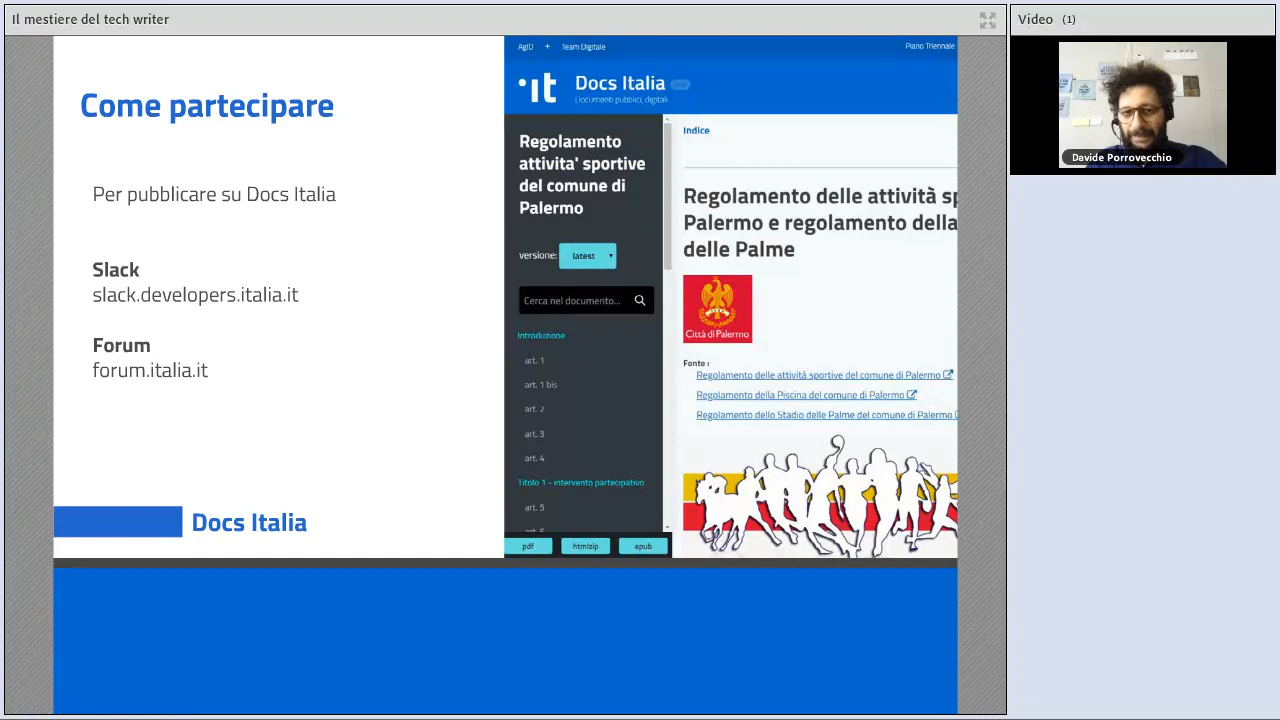 Il mestiere del tech writer
Video (1)
Davide Porrovecchio
Come partecipare
Per pubblicare su Docs Italia
Slack
slack.developers.italia.it
Forum
forum.italia.it
Docs Italia
AgID + Team Digitale
Piano Triennale
.it
Docs Italia
Documenti pubblici, digitali.
Regolamento
attivita' sportive
del comune di
Palermo
versione: latest
Cerca nel documento...
Introduzione
art. 1
art. 1 bis
art. 2
art. 3
art. 4
Titolo 1 - intervento partecipativo
art. 5
pdf htmlzip epub
Indice
Regolamento delle attività sp
Palermo e regolamento della
delle Palme
Città di Palermo
Fonte :
Regolamento delle attività sportive del comune di Palermo
Regolamento della Piscina del comune di Palermo
Regolamento dello Stadio delle Palme del comune di Palermo